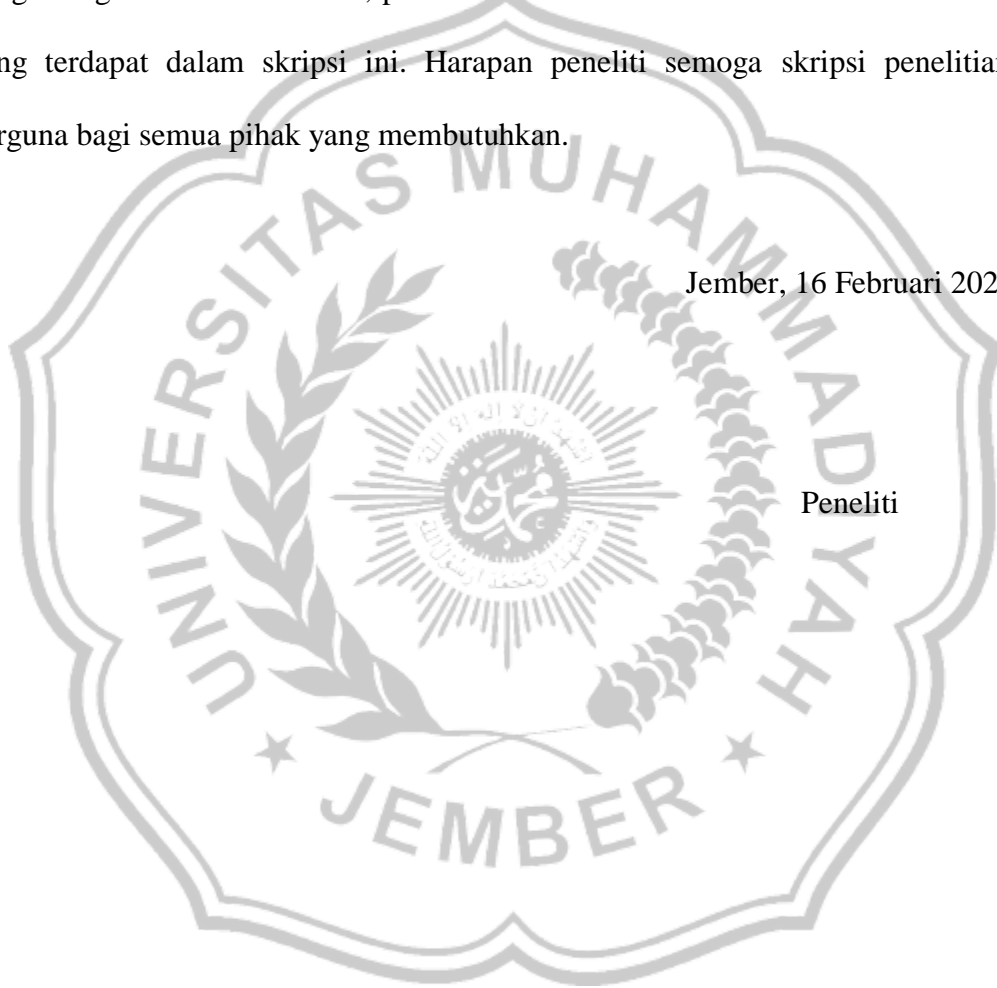 ng terdapat dalam skripsi ini. Harapan peneliti semoga skripsi penelitian
rguna bagi semua pihak yang membutuhkan.
UNIVERSITAS MUHAMMADIYAH
Jember, 16 Februari 202
Peneliti
★ JEMBER ★